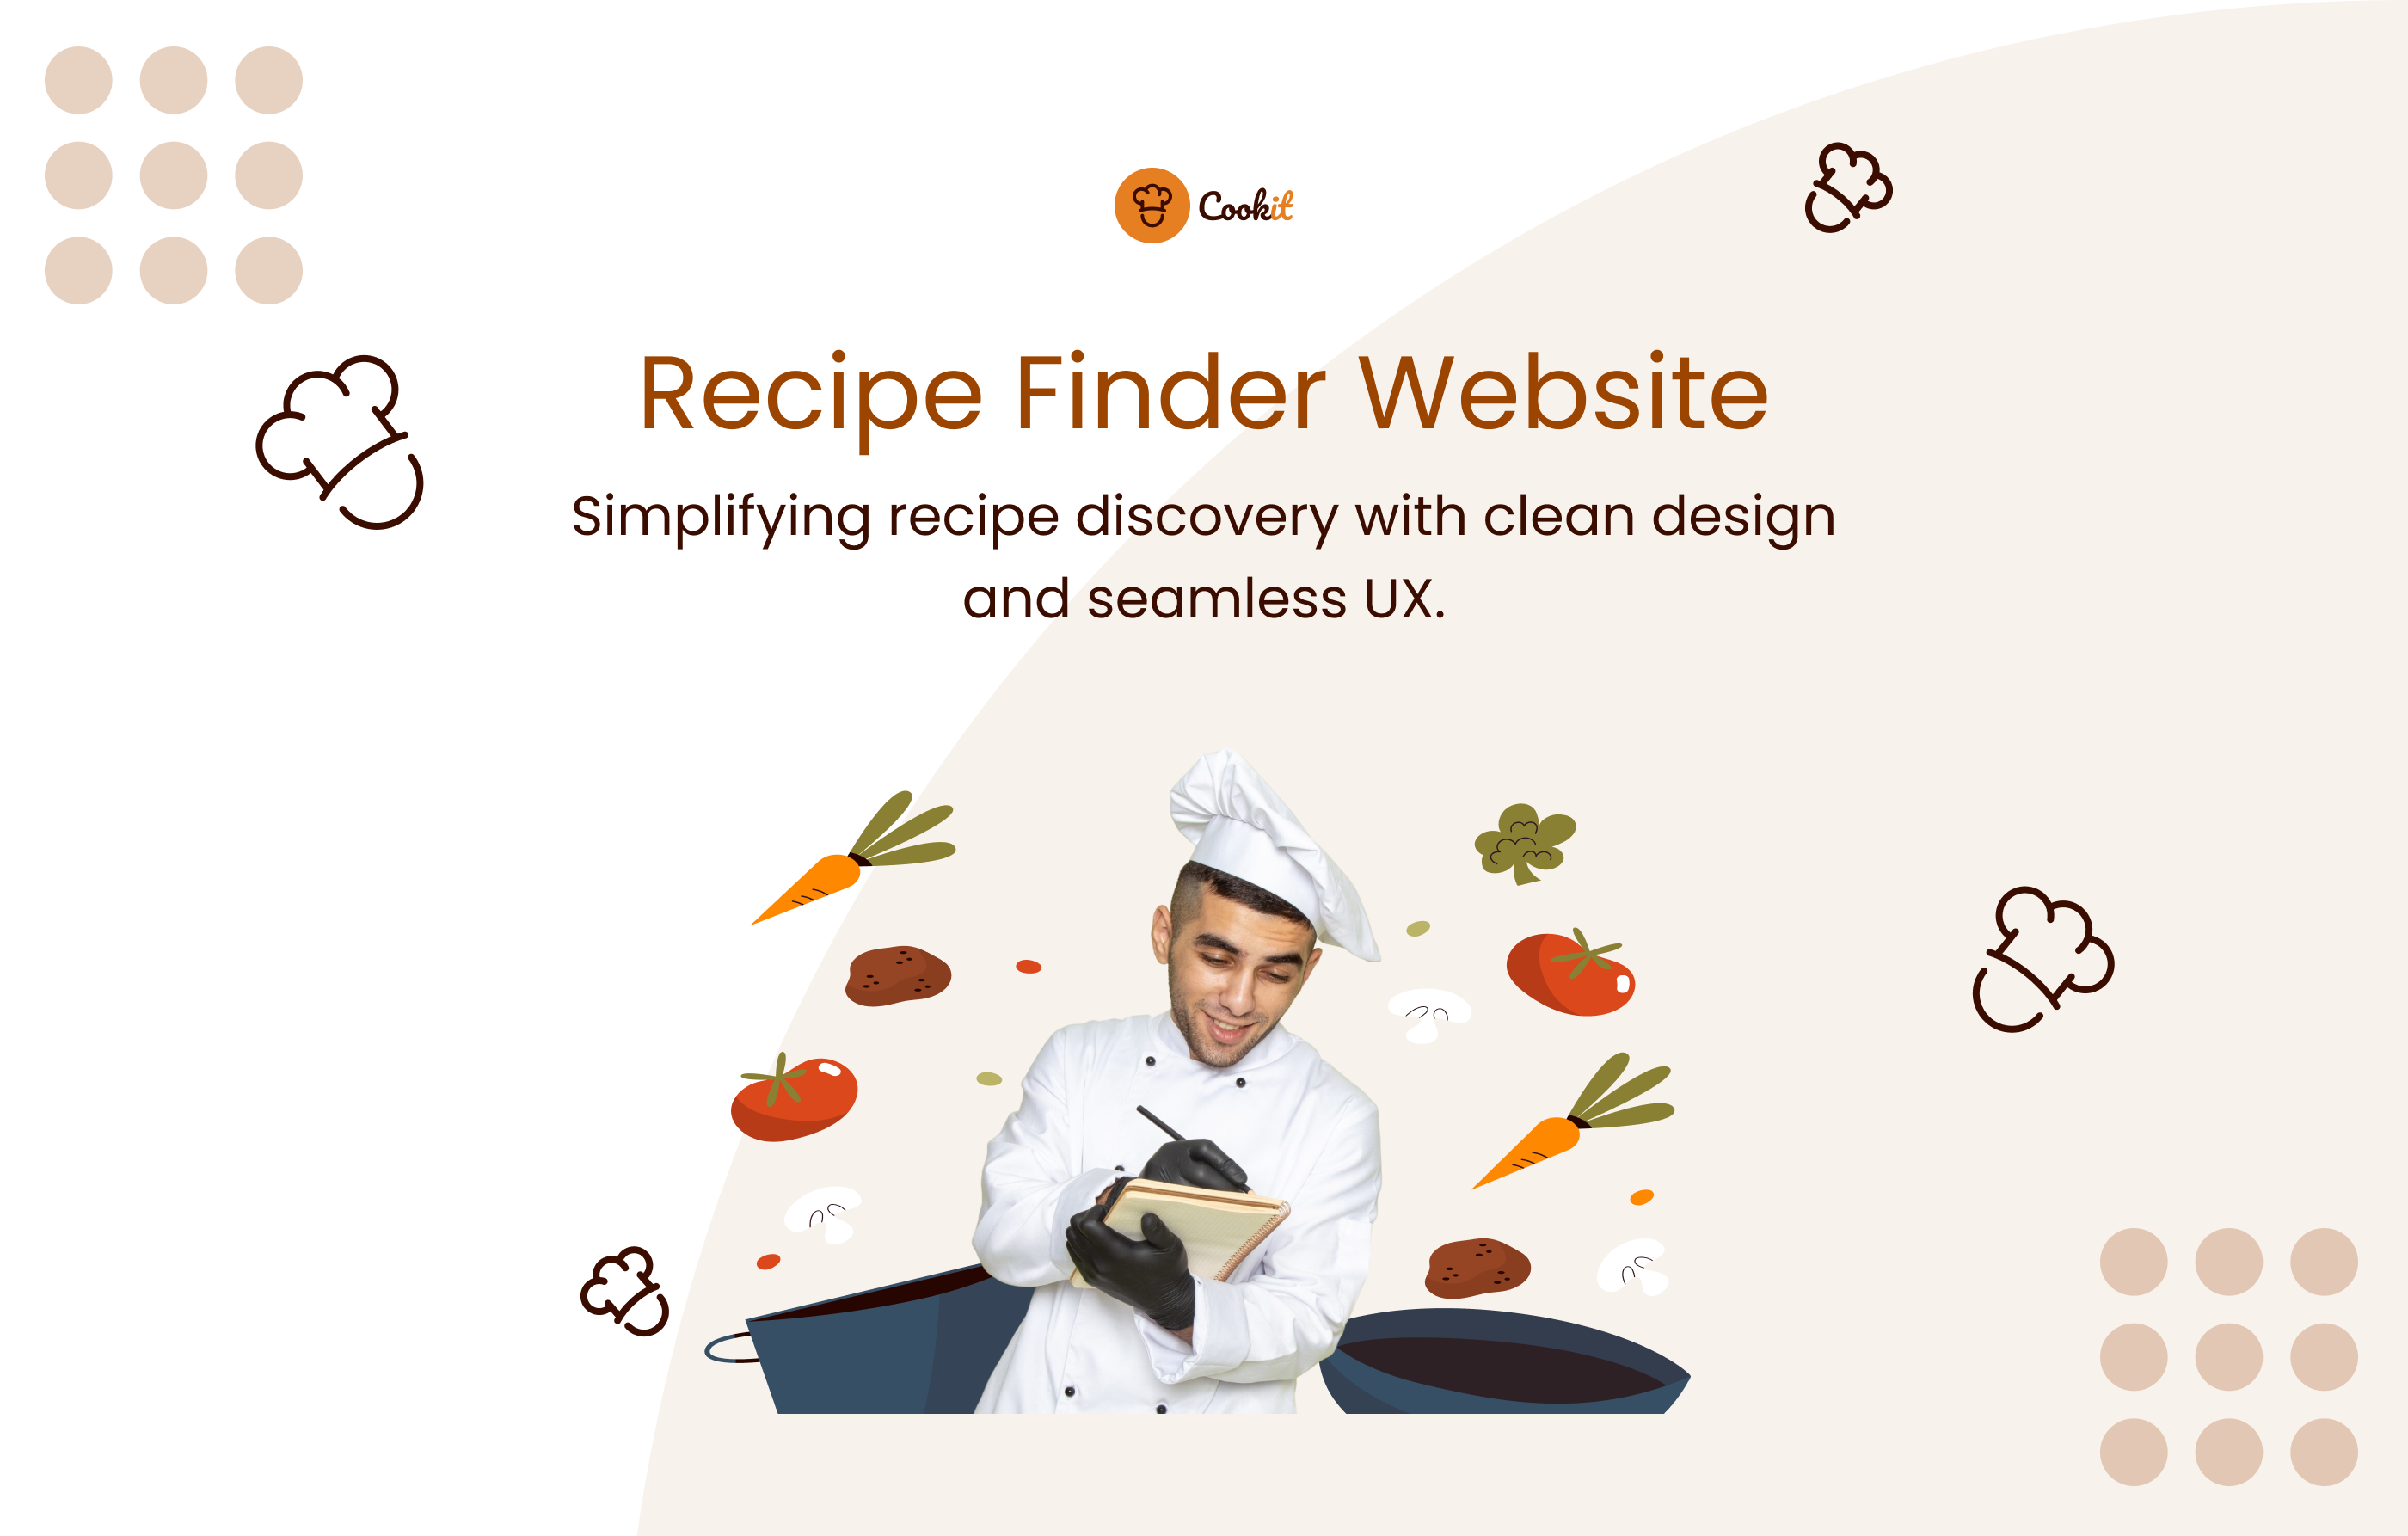 Cookit
Recipe Finder Website
Simplifying recipe discovery with clean design
and seamless UX.